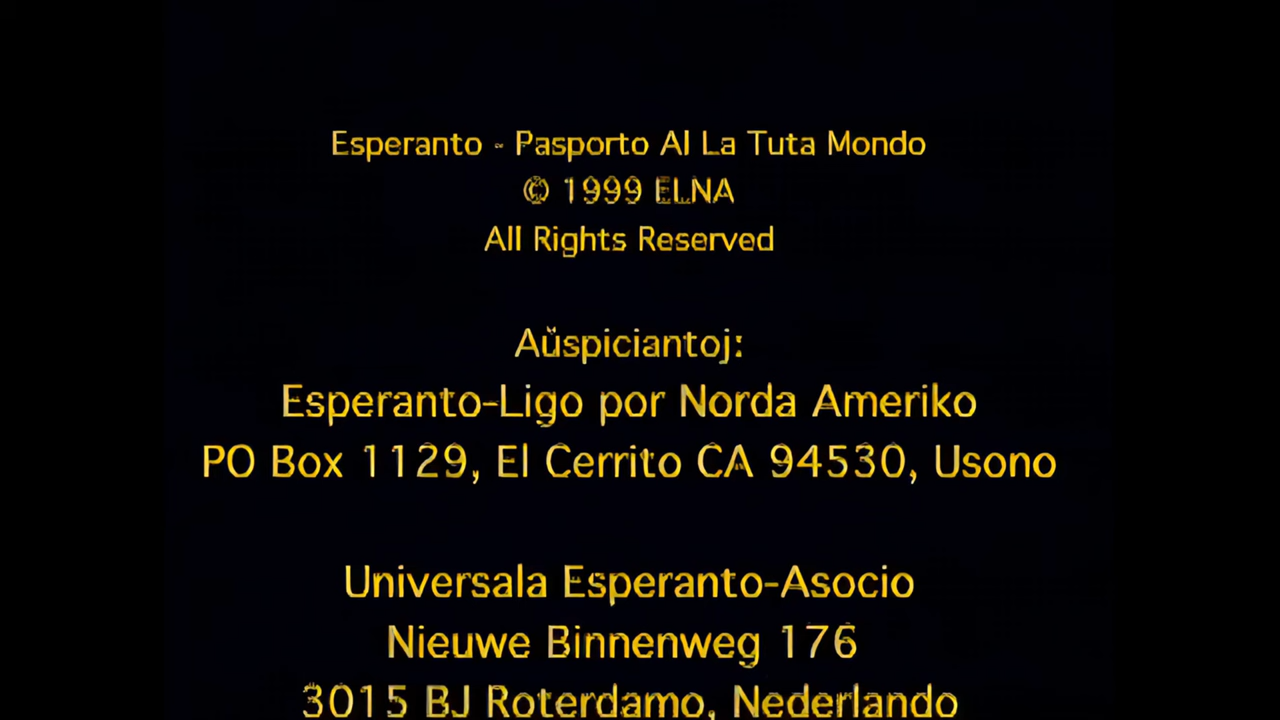 Esperanto - Pasporto Al La Tuta Mondo
© 1999 ELNA
All Rights Reserved
Aŭspiciantoj:
Esperanto-Ligo por Norda Ameriko
PO Box 1129, El Cerrito CA 94530, Usono
Universala Esperanto-Asocio
Nieuwe Binnenweg 176
3015 BJ Roterdamo, Nederlando